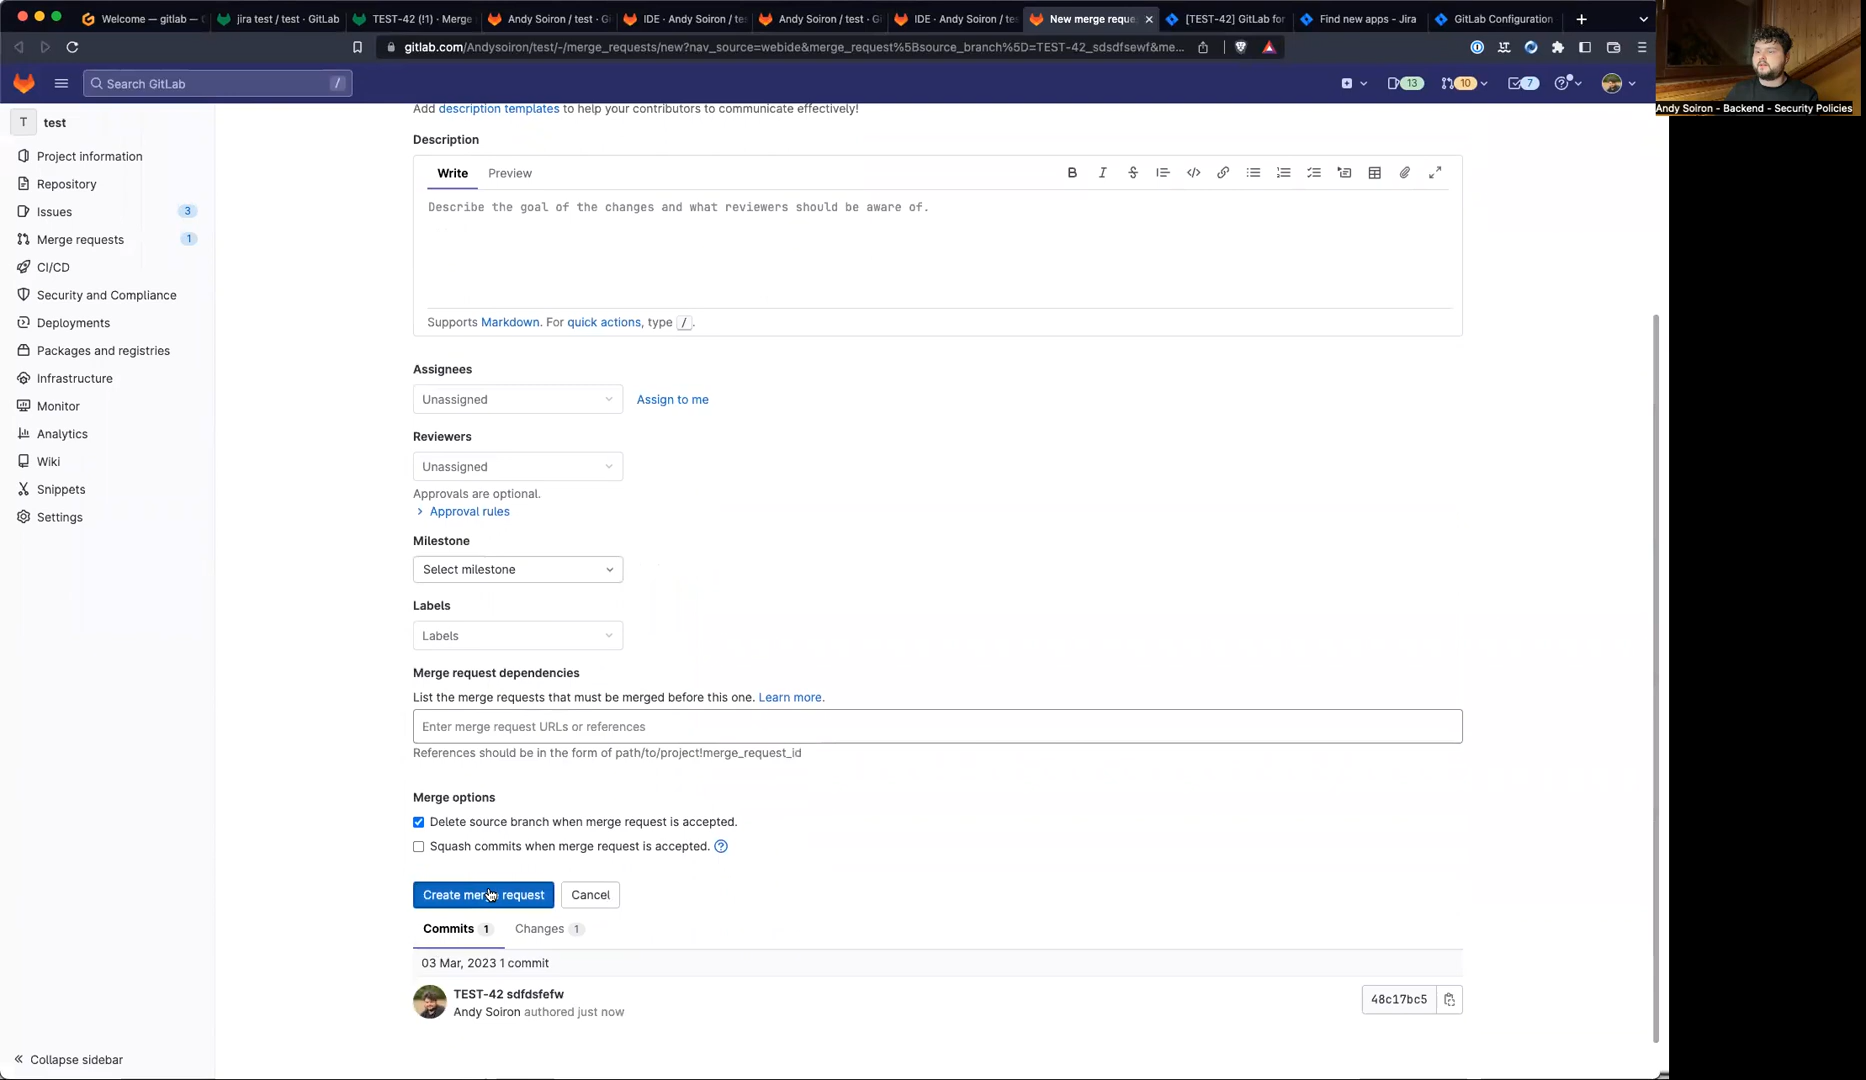 Welcome — gitlab —
jira test / test · GitLab
TEST-42 (!1) · Merge
Andy Soiron / test · G
IDE · Andy Soiron / te
Andy Soiron / test · G
IDE · Andy Soiron / te
New merge reque
[TEST-42] GitLab for
Find new apps - Jira
GitLab Configuration
gitlab.com/Andysoiron/test/-/merge_requests/new?nav_source=webide&merge_request%5Bsource_branch%5D=TEST-42_sdsdfsewf&me...
Andy Soiron - Backend - Security Policies
Search GitLab
/
13
10
7
T
test
Project information
Repository
Issues
3
Merge requests
1
CI/CD
Security and Compliance
Deployments
Packages and registries
Infrastructure
Monitor
Analytics
Wiki
Snippets
Settings
Collapse sidebar
Add description templates to help your contributors to communicate effectively!
Description
Write
Preview
Describe the goal of the changes and what reviewers should be aware of.
Supports Markdown. For quick actions, type /.
Assignees
Unassigned
Assign to me
Reviewers
Unassigned
Approvals are optional.
Approval rules
Milestone
Select milestone
Labels
Labels
Merge request dependencies
List the merge requests that must be merged before this one. Learn more.
Enter merge request URLs or references
References should be in the form of path/to/project!merge_request_id
Merge options
Delete source branch when merge request is accepted.
Squash commits when merge request is accepted.
Create merge request
Cancel
Commits 1
Changes 1
03 Mar, 2023 1 commit
TEST-42 sdfdsfefw
Andy Soiron authored just now
48c17bc5